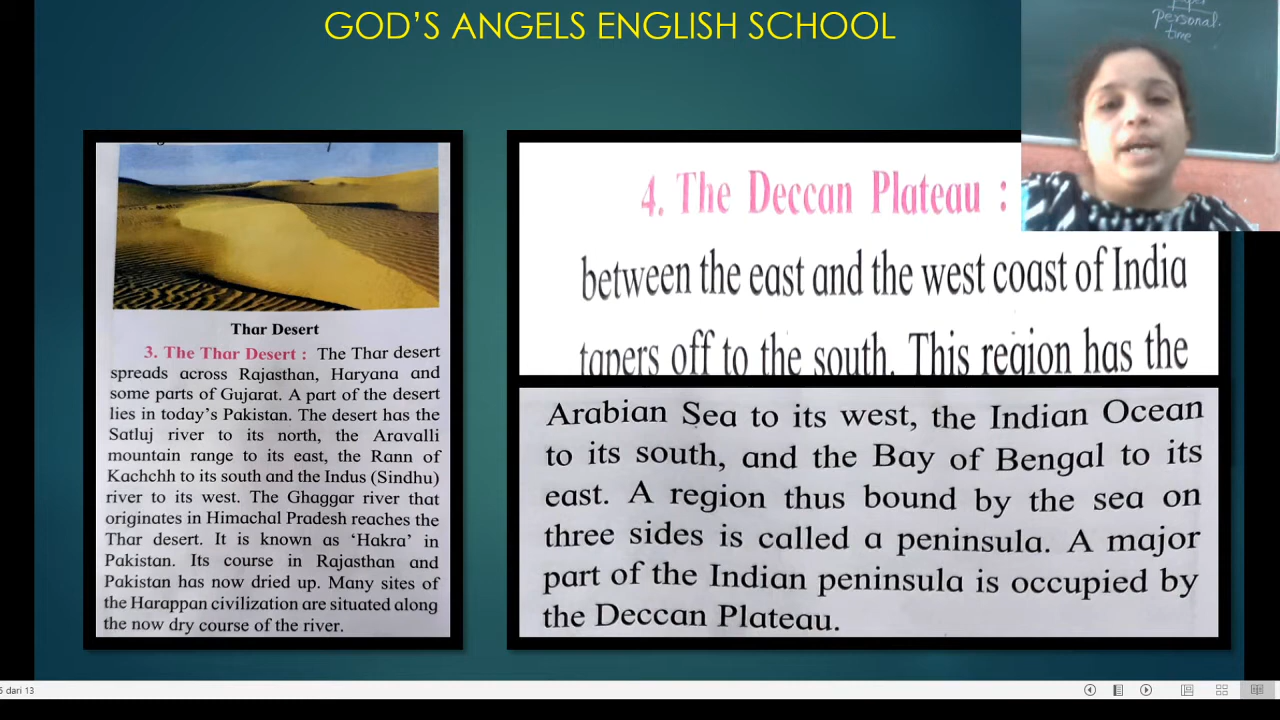 GOD'S ANGELS ENGLISH SCHOOL
personal.
time
Thar Desert
3. The Thar Desert : The Thar desert
spreads across Rajasthan, Haryana and
some parts of Gujarat. A part of the desert
lies in today's Pakistan. The desert has the
Satluj river to its north, the Aravalli
mountain range to its east, the Rann of
Kachchh to its south and the Indus (Sindhu)
river to its west. The Ghaggar river that
originates in Himachal Pradesh reaches the
Thar desert. It is known as 'Hakra' in
Pakistan. Its course in Rajasthan and
Pakistan has now dried up. Many sites of
the Harappan civilization are situated along
the now dry course of the river.
4. The Deccan Plateau :
between the east and the west coast of India
tapers off to the south. This region has the
Arabian Sea to its west, the Indian Ocean
to its south, and the Bay of Bengal to its
east. A region thus bound by the sea on
three sides is called a peninsula. A major
part of the Indian peninsula is occupied by
the Deccan Plateau.
dari 13